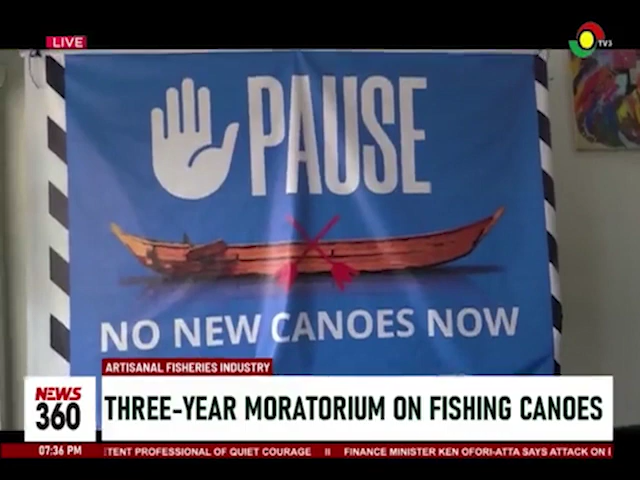 LIVE
TV3
PAUSE
NO NEW CANOES NOW
ARTISANAL FISHERIES INDUSTRY
NEWS
360
THREE-YEAR MORATORIUM ON FISHING CANOES
07:36 PM
TENT PROFESSIONAL OF QUIET COURAGE II FINANCE MINISTER KEN OFORI-ATTA SAYS ATTACK ON I